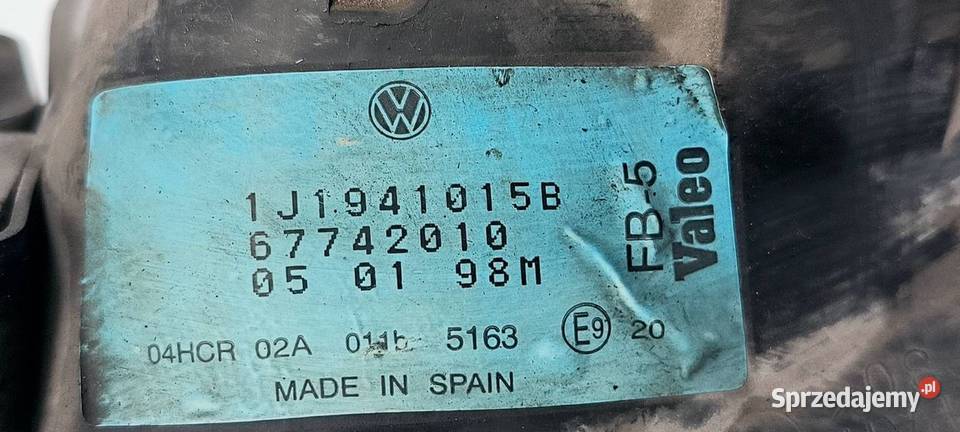 VW
1J1941015B
67742010
05 01 98M
FB-5
Valeo
04HCR 02A 011b 5163 E9 20
MADE IN SPAIN
Sprzedajemy.pl